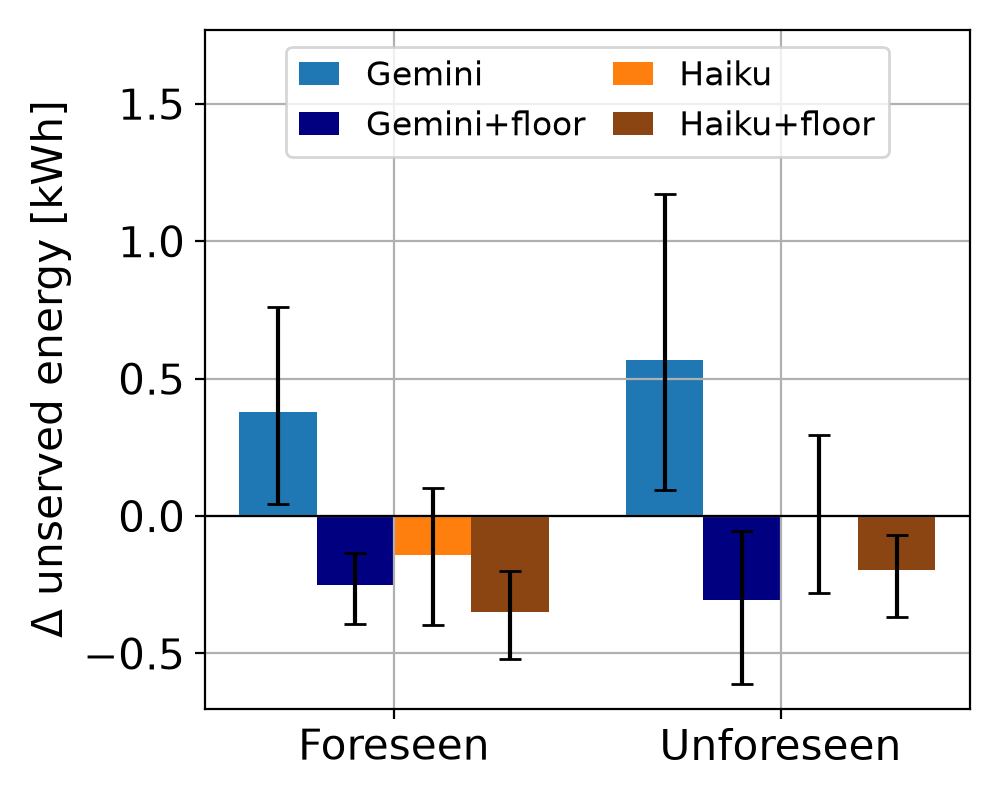 Δ unserved energy [kWh]
1.5
1.0
0.5
0.0
−0.5
Gemini
Gemini+floor
Haiku
Haiku+floor
Foreseen
Unforeseen